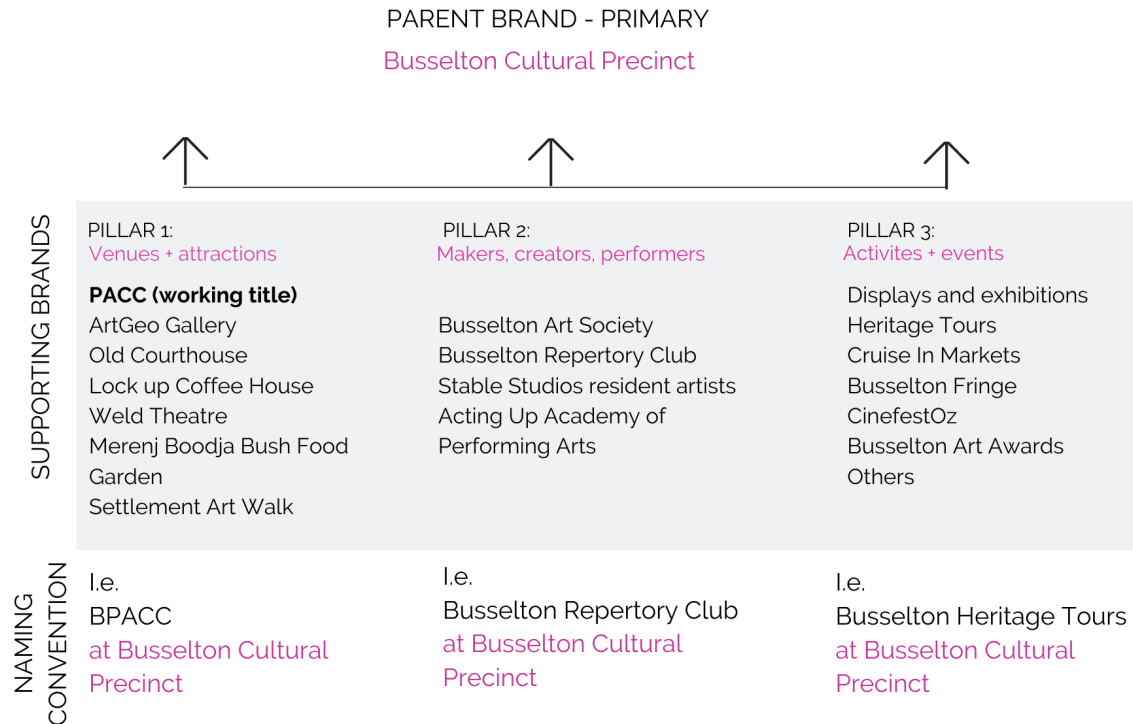 PARENT BRAND - PRIMARY
Busselton Cultural Precinct
SUPPORTING BRANDS
PILLAR 1:
Venues + attractions
PACC (working title)
ArtGeo Gallery
Old Courthouse
Lock up Coffee House
Weld Theatre
Merenj Boodja Bush Food
Garden
Settlement Art Walk
PILLAR 2:
Makers, creators, performers
Busselton Art Society
Busselton Repertory Club
Stable Studios resident artists
Acting Up Academy of
Performing Arts
PILLAR 3:
Activites + events
Displays and exhibitions
Heritage Tours
Cruise In Markets
Busselton Fringe
CinefestOz
Busselton Art Awards
Others
NAMING
CONVENTION
I.e.
BPACC
at Busselton Cultural
Precinct
I.e.
Busselton Repertory Club
at Busselton Cultural
Precinct
I.e.
Busselton Heritage Tours
at Busselton Cultural
Precinct